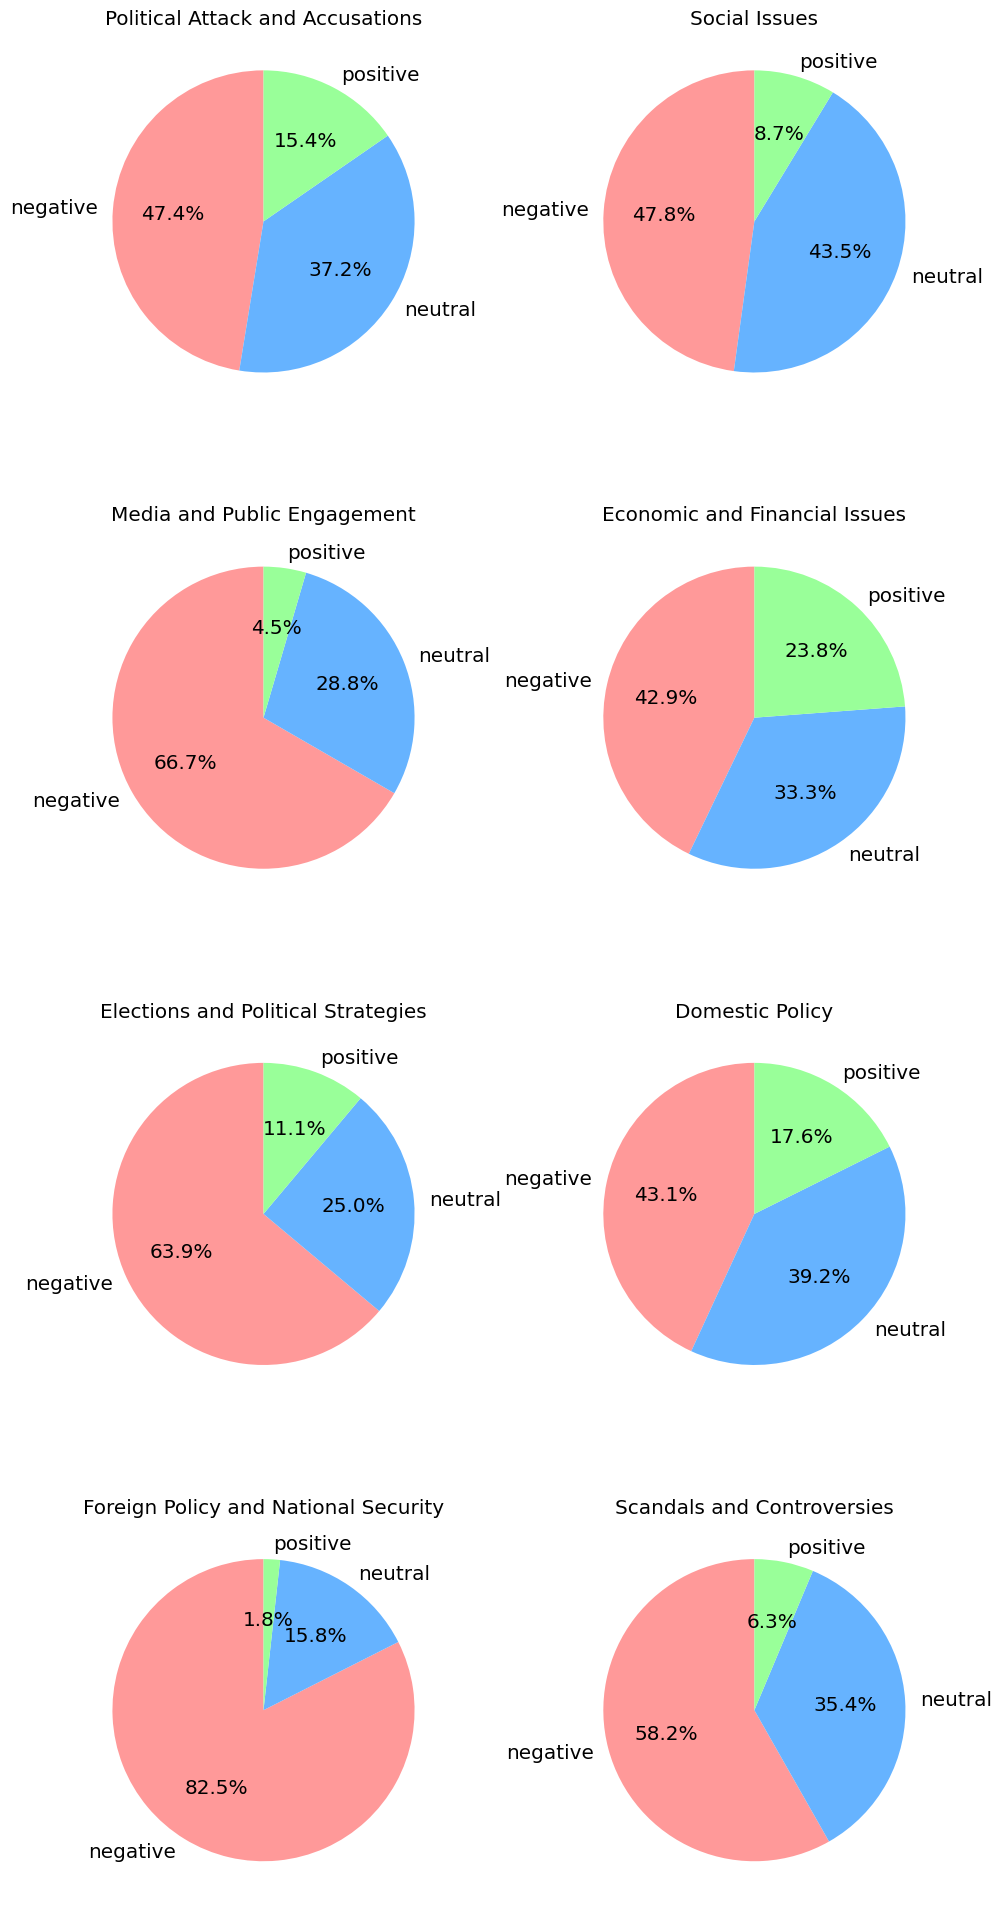 Political Attack and Accusations
positive
15.4%
negative
47.4%
37.2%
neutral
Social Issues
positive
8.7%
negative
47.8%
43.5%
neutral
Media and Public Engagement
positive
4.5%
neutral
28.8%
66.7%
negative
Economic and Financial Issues
positive
23.8%
negative
42.9%
33.3%
neutral
Elections and Political Strategies
positive
11.1%
25.0%
neutral
63.9%
negative
Domestic Policy
positive
17.6%
negative
43.1%
39.2%
neutral
Foreign Policy and National Security
positive
neutral
1.8%
15.8%
82.5%
negative
Scandals and Controversies
positive
6.3%
35.4%
neutral
58.2%
negative